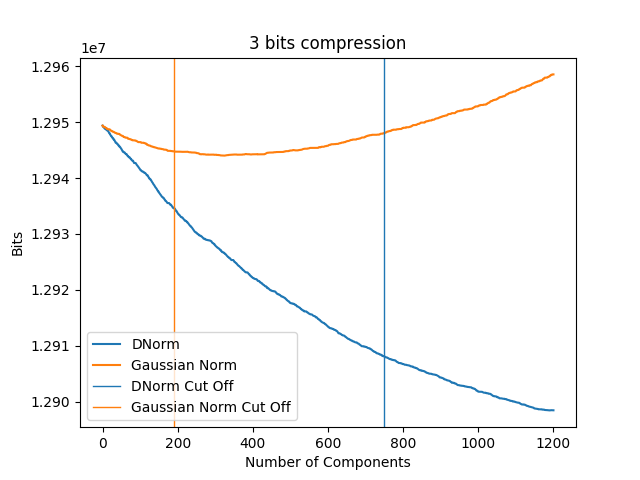 3 bits compression
1e7
1.296
1.295
1.294
1.293
1.292
1.291
1.290
Bits
DNorm
Gaussian Norm
DNorm Cut Off
Gaussian Norm Cut Off
0 200 400 600 800 1000 1200
Number of Components